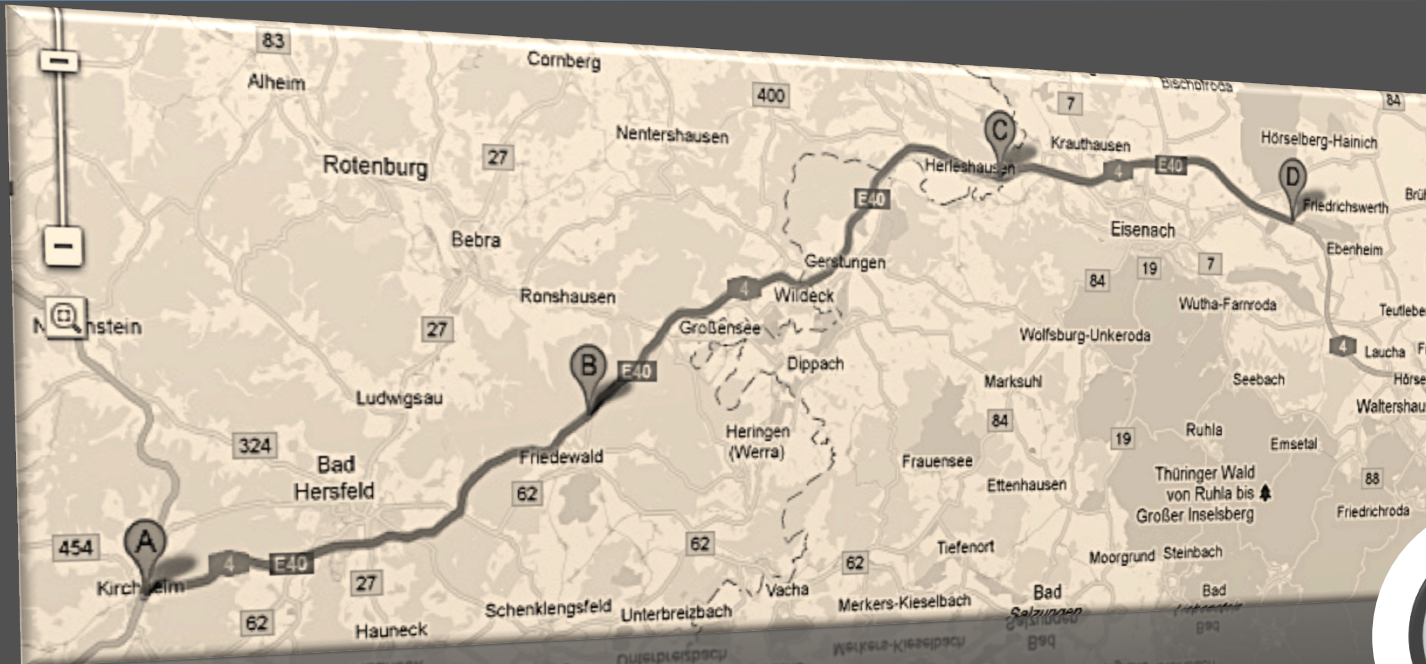 83
Alheim
Cornberg
400
7
Bischofroda
84
Nentershausen
C
Krauthausen
Hörselberg-Hainich
27
Rotenburg
Herleshausen
4
E40
D
E40
Friedrichswerth
Bebra
Eisenach
Ebenheim
Gerstungen
84
19
7
Ronshausen
4
Wildeck
Wutha-Farnroda
27
Großensee
Wolfsburg-Unkeroda
4
Laucha
B
E40
Dippach
Marksuhl
Seebach
Ludwigsau
84
19
Ruhla
Emsetal
324
Heringen
(Werra)
Bad
Hersfeld
Friedewald
Frauensee
Thüringer Wald
von Ruhla bis
Großer Inselsberg
88
62
Ettenhausen
Friedrichroda
A
454
62
Tiefenort
Moorgrund
Steinbach
4
E40
62
Kirchheim
27
Vacha
Merkers-Kieselbach
Bad
Salzungen
Bad
62
Hauneck
Schenklengsfeld
Unterbreizbach